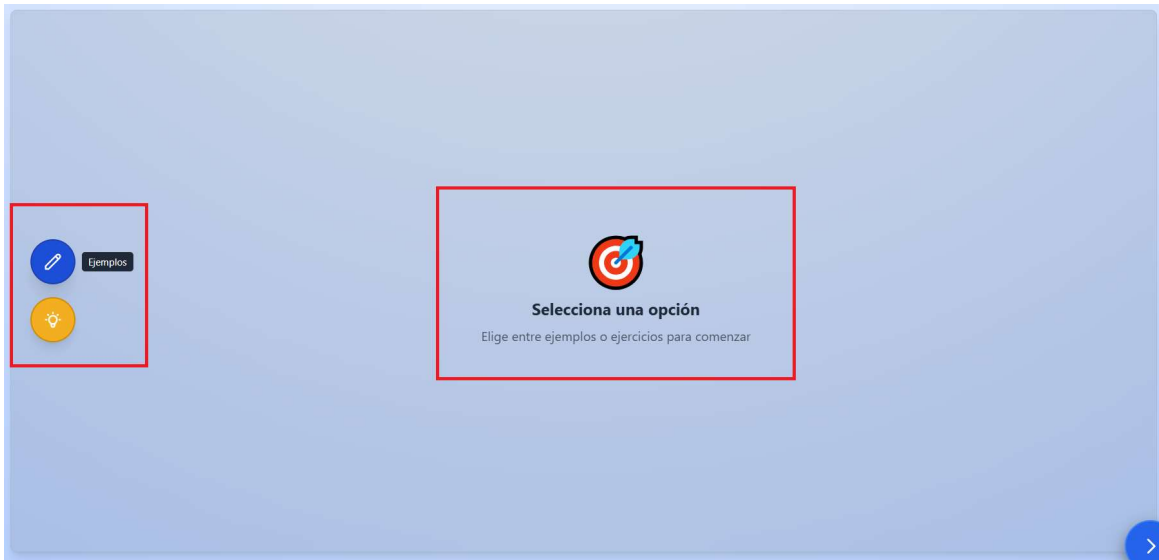 Ejemplos
Selecciona una opción
Elige entre ejemplos o ejercicios para comenzar